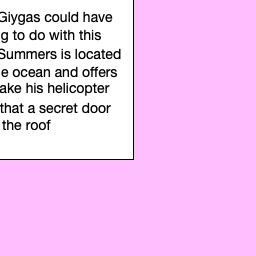 Giygas could have
g to do with this
Summers is located
e ocean and offers
ake his helicopter
that a secret door
the roof